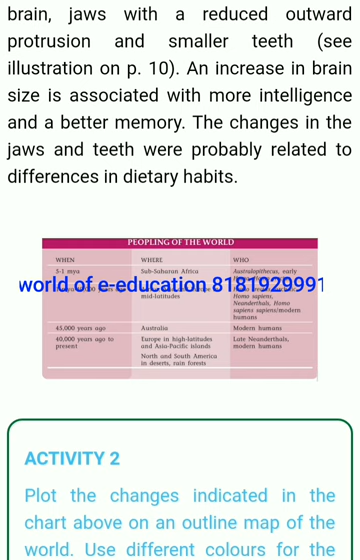 brain, jaws with a reduced outward
protrusion and smaller teeth (see
illustration on p. 10). An increase in brain
size is associated with more intelligence
and a better memory. The changes in the
jaws and teeth were probably related to
differences in dietary habits.
PEOPLING OF THE WORLD
WHEN WHERE WHO
5-1 mya Sub-Saharan Africa Australopithecus, early
world of e-education 8181929991
mid-latitudes Homo sapiens,
Neanderthals, Homo
sapiens sapiens/modern
humans
45,000 years ago Australia Modern humans
40,000 years ago to Europe in high-latitudes Late Neanderthals,
present and Asia-Pacific islands modern humans
North and South America
in deserts, rain forests
ACTIVITY 2
Plot the changes indicated in the
chart above on an outline map of the
world. Use different colours for the